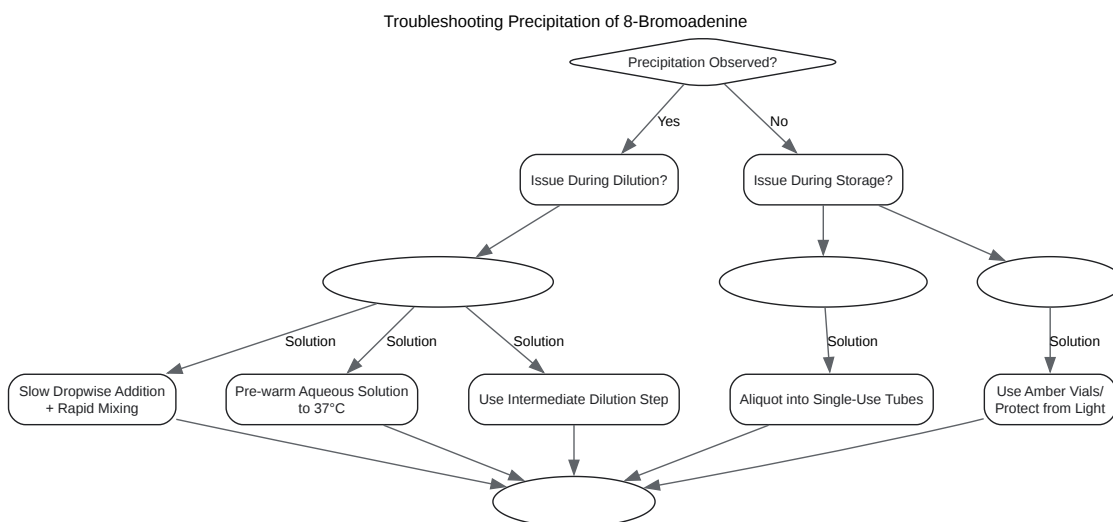 Troubleshooting Precipitation of 8-Bromoadenine
Precipitation Observed?
Yes
No
Issue During Dilution?
Issue During Storage?
Solution
Solution
Solution
Solution
Solution
Slow Dropwise Addition
+ Rapid Mixing
Pre-warm Aqueous Solution
to 37°C
Use Intermediate Dilution Step
Aliquot into Single-Use Tubes
Use Amber Vials/
Protect from Light